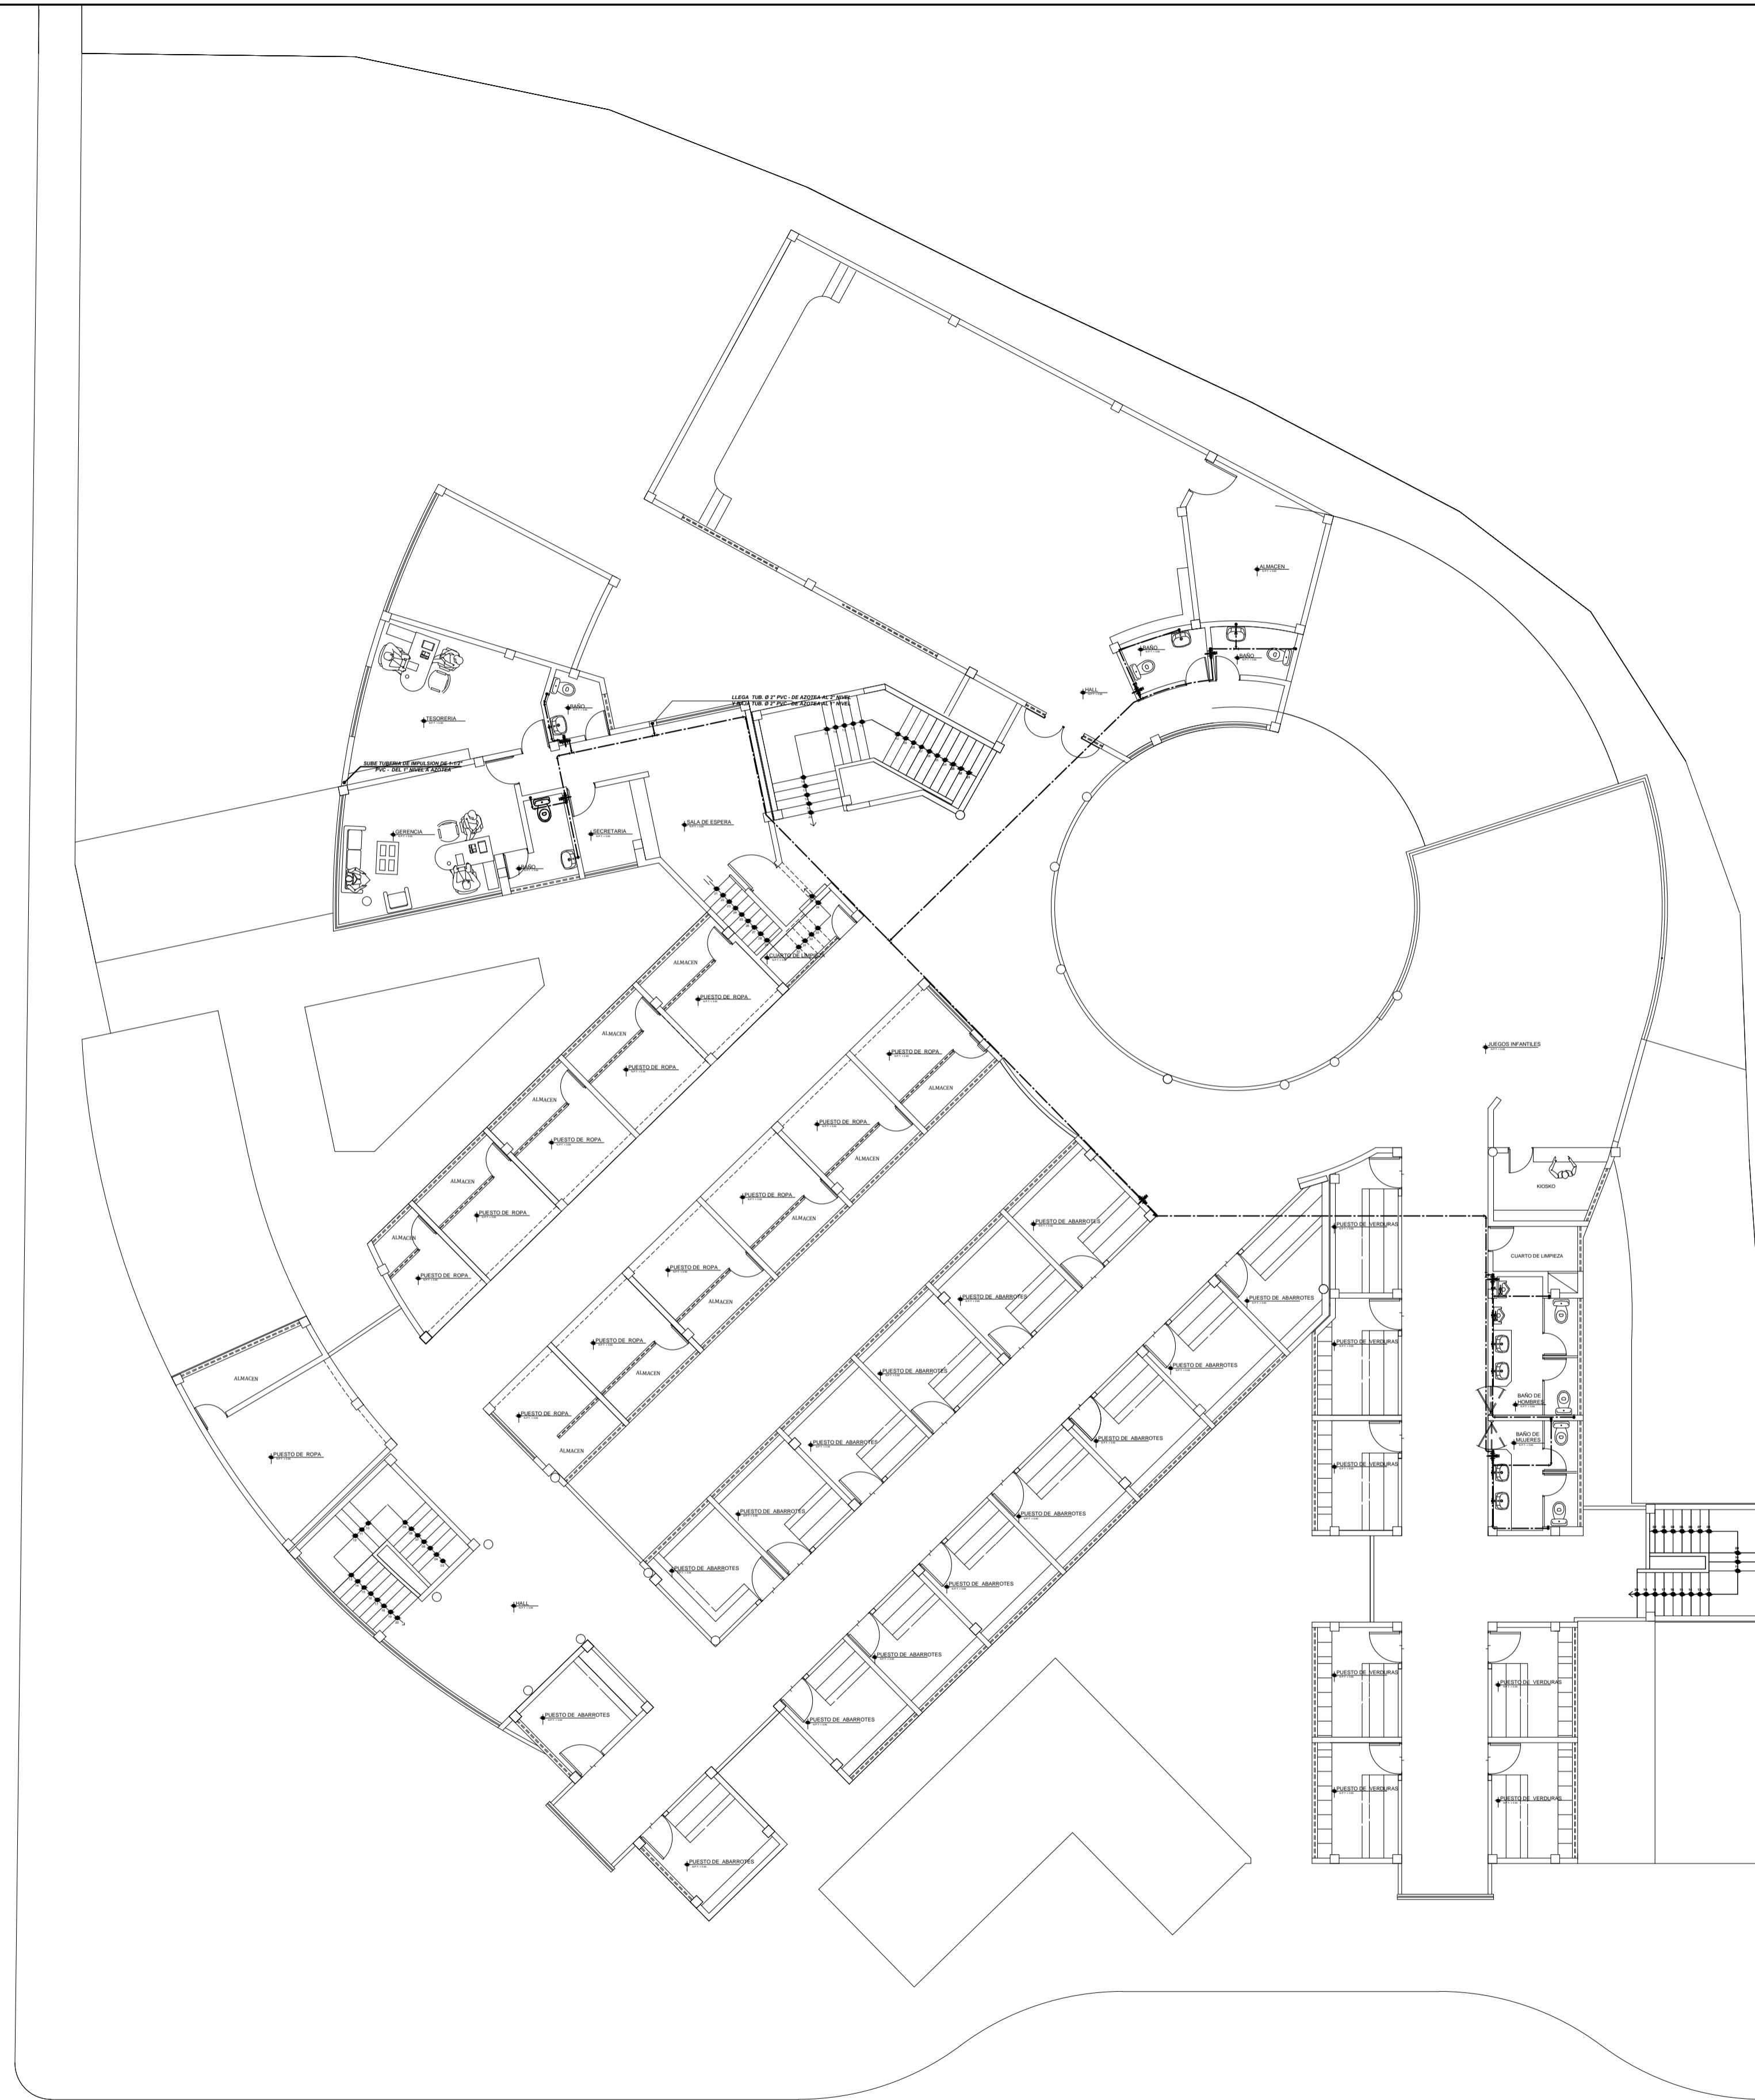 ALMACEN
BAÑO
BAÑO
HALL
LLEGA TUB. Ø 2" PVC - DE AZOTEA AL 2° NIVEL
Y BAJA TUB. Ø 2" PVC - DE AZOTEA AL 1° NIVEL
BAÑO
TESORERIA
SUBE TUBERIA DE IMPULSION DE 1-1/2"
PVC - DEL 1° NIVEL A AZOTEA
GERENCIA
SECRETARIA
SALA DE ESPERA
BAÑO
CUARTO DE LIMPIEZA
ALMACEN
PUESTO DE ROPA
ALMACEN
PUESTO DE ROPA
ALMACEN
PUESTO DE ROPA
ALMACEN
PUESTO DE ROPA
ALMACEN
PUESTO DE ROPA
PUESTO DE ROPA
ALMACEN
PUESTO DE ROPA
ALMACEN
PUESTO DE ROPA
ALMACEN
PUESTO DE ROPA
ALMACEN
PUESTO DE ROPA
ALMACEN
PUESTO DE ROPA
ALMACEN
JUEGOS INFANTILES
KIOSKO
CUARTO DE LIMPIEZA
BAÑO DE
HOMBRES
BAÑO DE
MUJERES
PUESTO DE ABARROTES
PUESTO DE ABARROTES
PUESTO DE ABARROTES
PUESTO DE ABARROTES
PUESTO DE ABARROTES
PUESTO DE ABARROTES
PUESTO DE ABARROTES
PUESTO DE ABARROTES
PUESTO DE ABARROTES
PUESTO DE ABARROTES
PUESTO DE ABARROTES
PUESTO DE ABARROTES
PUESTO DE ABARROTES
PUESTO DE VERDURAS
PUESTO DE VERDURAS
PUESTO DE VERDURAS
PUESTO DE VERDURAS
PUESTO DE VERDURAS
PUESTO DE VERDURAS
PUESTO DE VERDURAS
ALMACEN
PUESTO DE ROPA
HALL
PUESTO DE ABARROTES
PUESTO DE ABARROTES